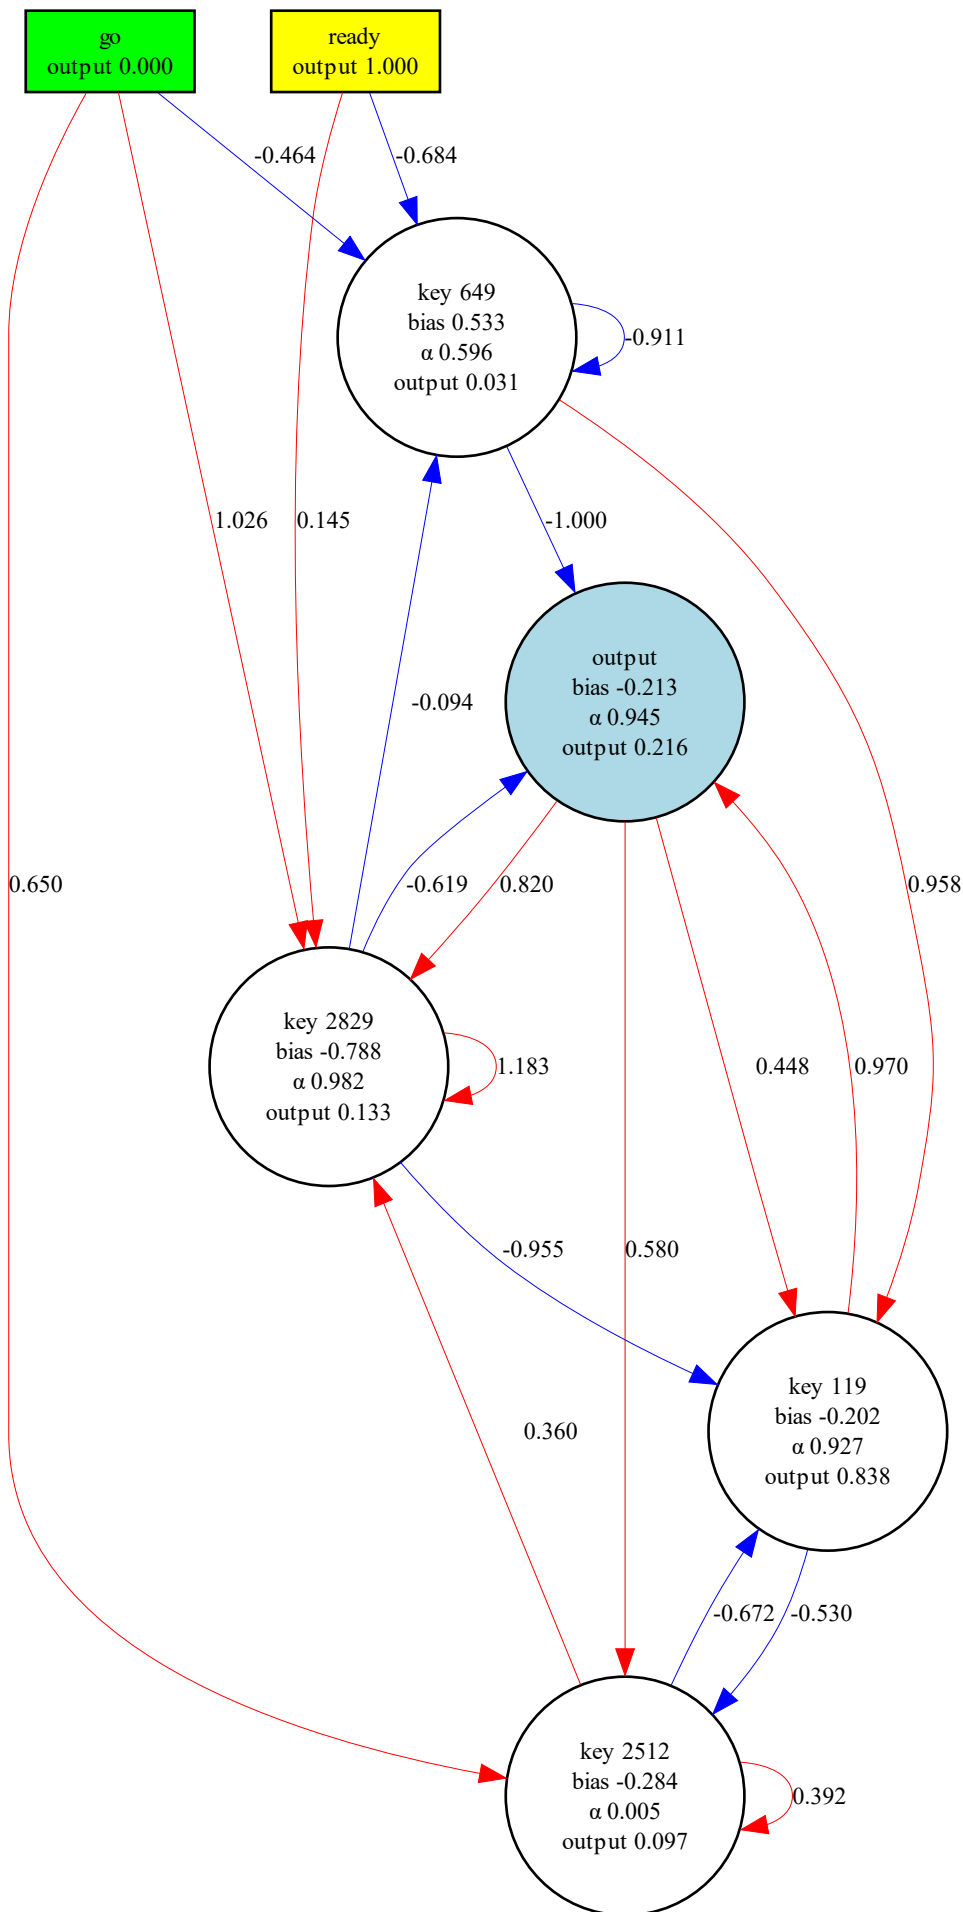 go
output 0.000
ready
output 1.000
-0.464
-0.684
key 649
bias 0.533
α 0.596
output 0.031
-0.911
1.026
0.145
-1.000
output
bias -0.213
α 0.945
output 0.216
-0.094
0.650
-0.619
0.820
0.958
key 2829
bias -0.788
α 0.982
output 0.133
1.183
0.448
0.970
-0.955
0.580
key 119
bias -0.202
α 0.927
output 0.838
0.360
-0.672
-0.530
key 2512
bias -0.284
α 0.005
output 0.097
0.392